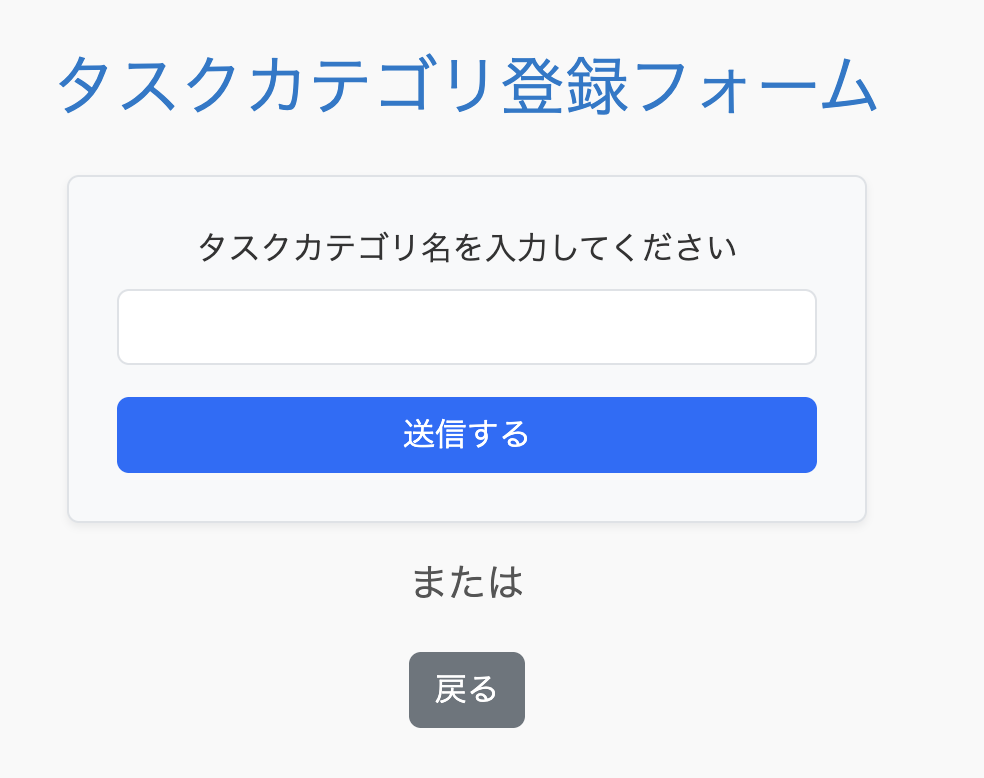 タスクカテゴリ登録フォーム
タスクカテゴリ名を入力してください
送信する
または
戻る